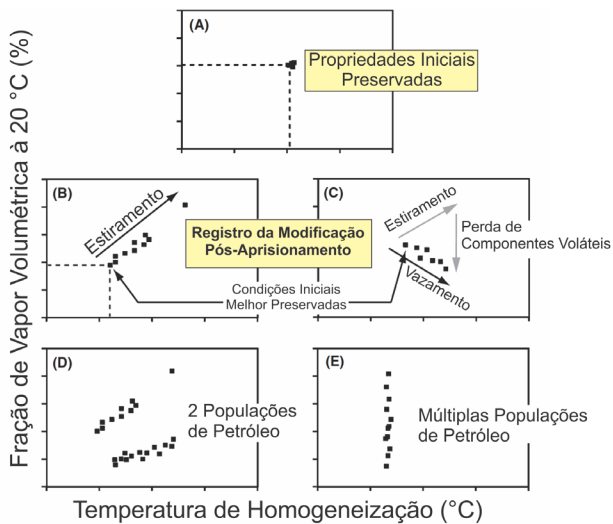 Fração de Vapor Volumétrica à 20 °C (%)
(A)
Propriedades Iniciais
Preservadas
(B)
Estiramento
Registro da Modificação
Pós-Aprisionamento
Condições Iniciais
Melhor Preservadas
(C)
Estiramento
Perda de
Componentes Voláteis
Vazamento
(D)
2 Populações
de Petróleo
(E)
Múltiplas Populações
de Petróleo
Temperatura de Homogeneização (°C)